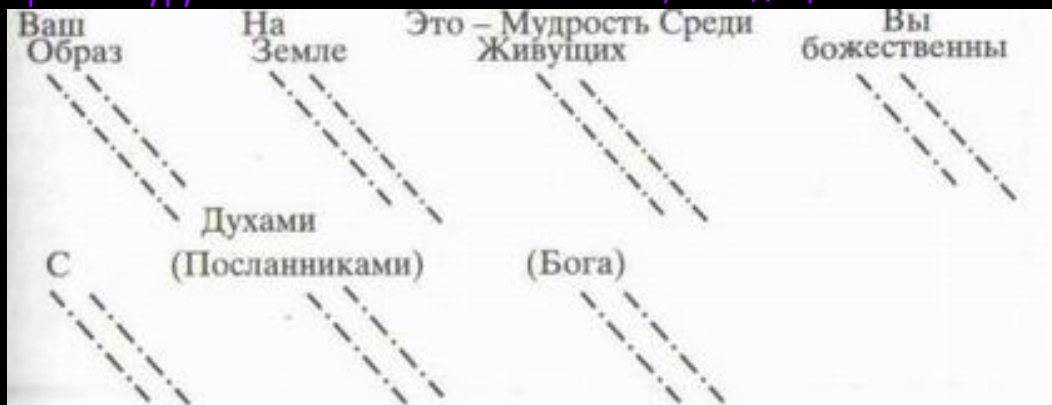 Ваш На Это – Мудрость Среди Вы
Образ Земле Живущих божественны
Духами
С (Посланниками) (Бога)